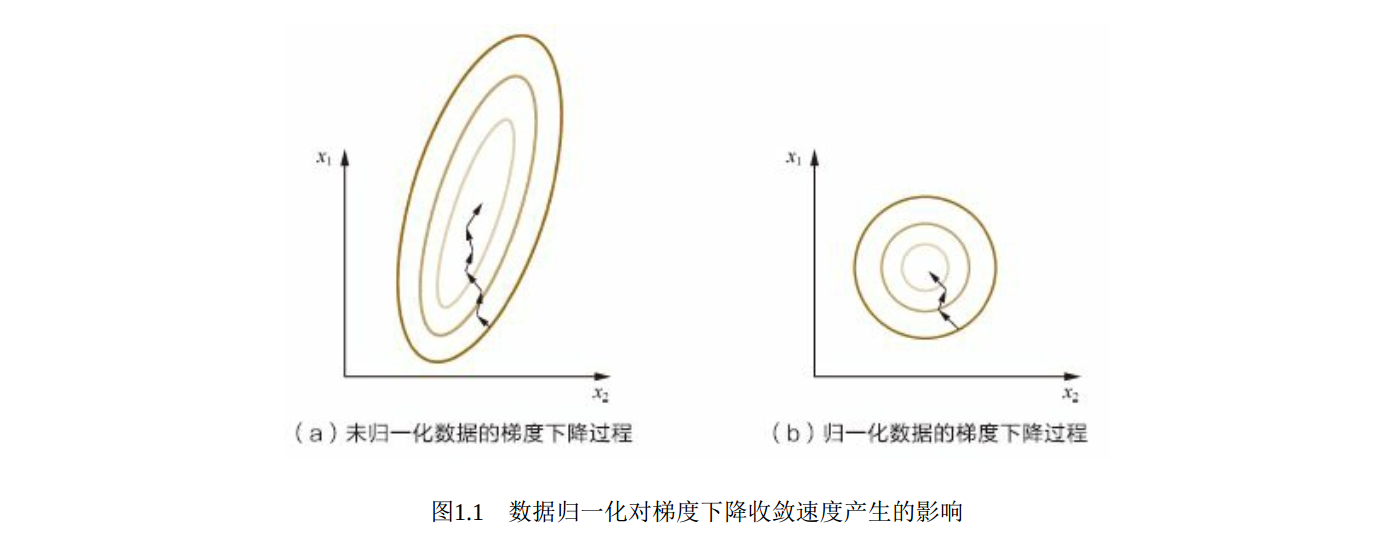 x₁
x₂
（a）未归一化数据的梯度下降过程
x₁
x₂
（b）归一化数据的梯度下降过程
图1.1　数据归一化对梯度下降收敛速度产生的影响